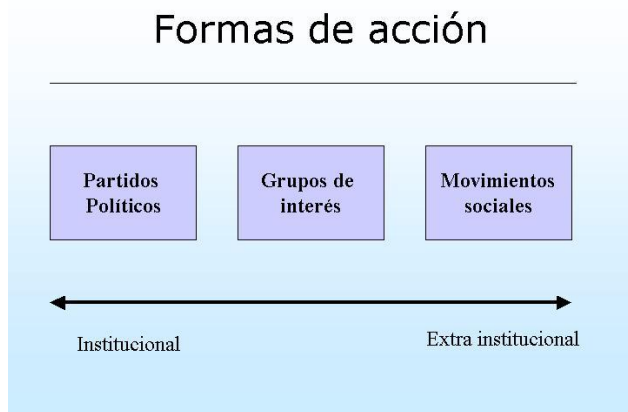 Formas de acción
Partidos
Políticos
Grupos de
interés
Movimientos
sociales
Institucional
Extra institucional